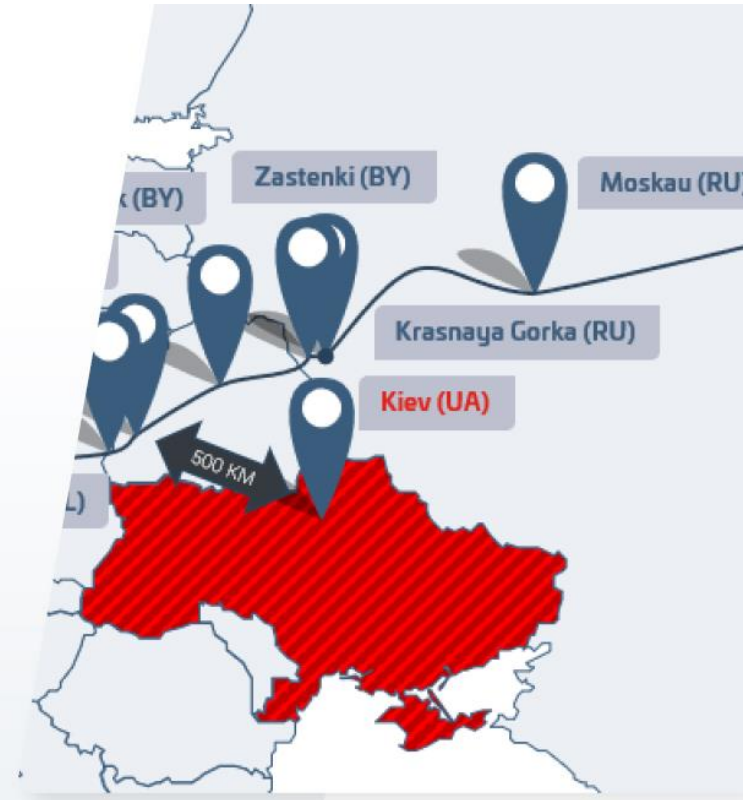 Zastenki (BY)
k (BY)
Moskau (RU)
Krasnaya Gorka (RU)
Kiev (UA)
500 KM
L)